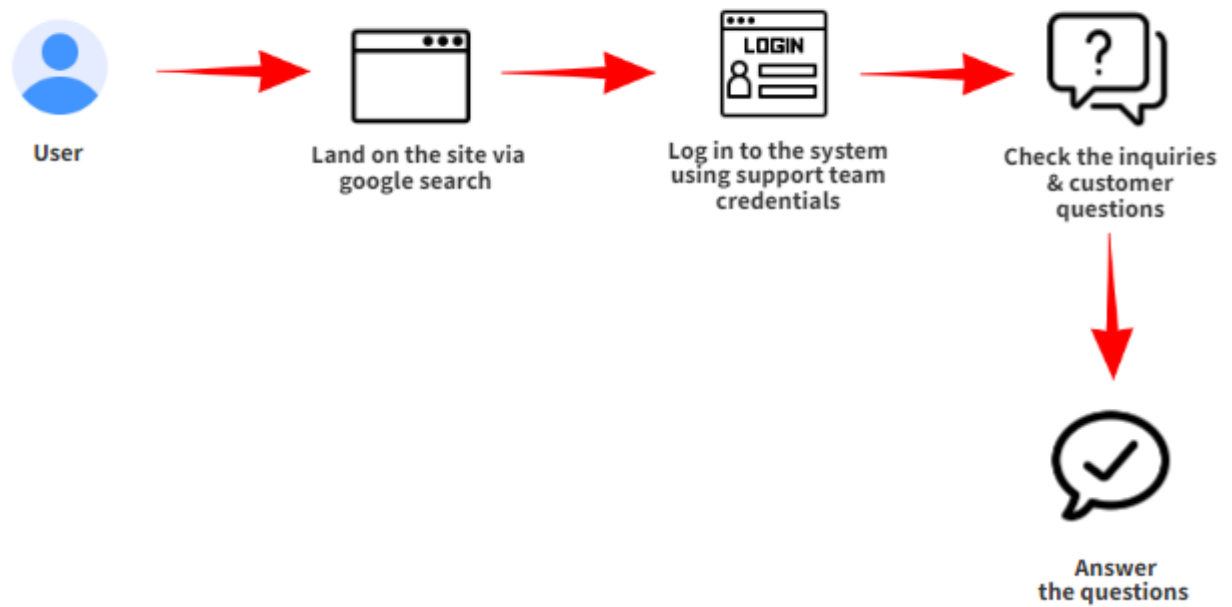 User
Land on the site via
google search
LOGIN
Log in to the system
using support team
credentials
?
Check the inquiries
& customer
questions
Answer
the questions